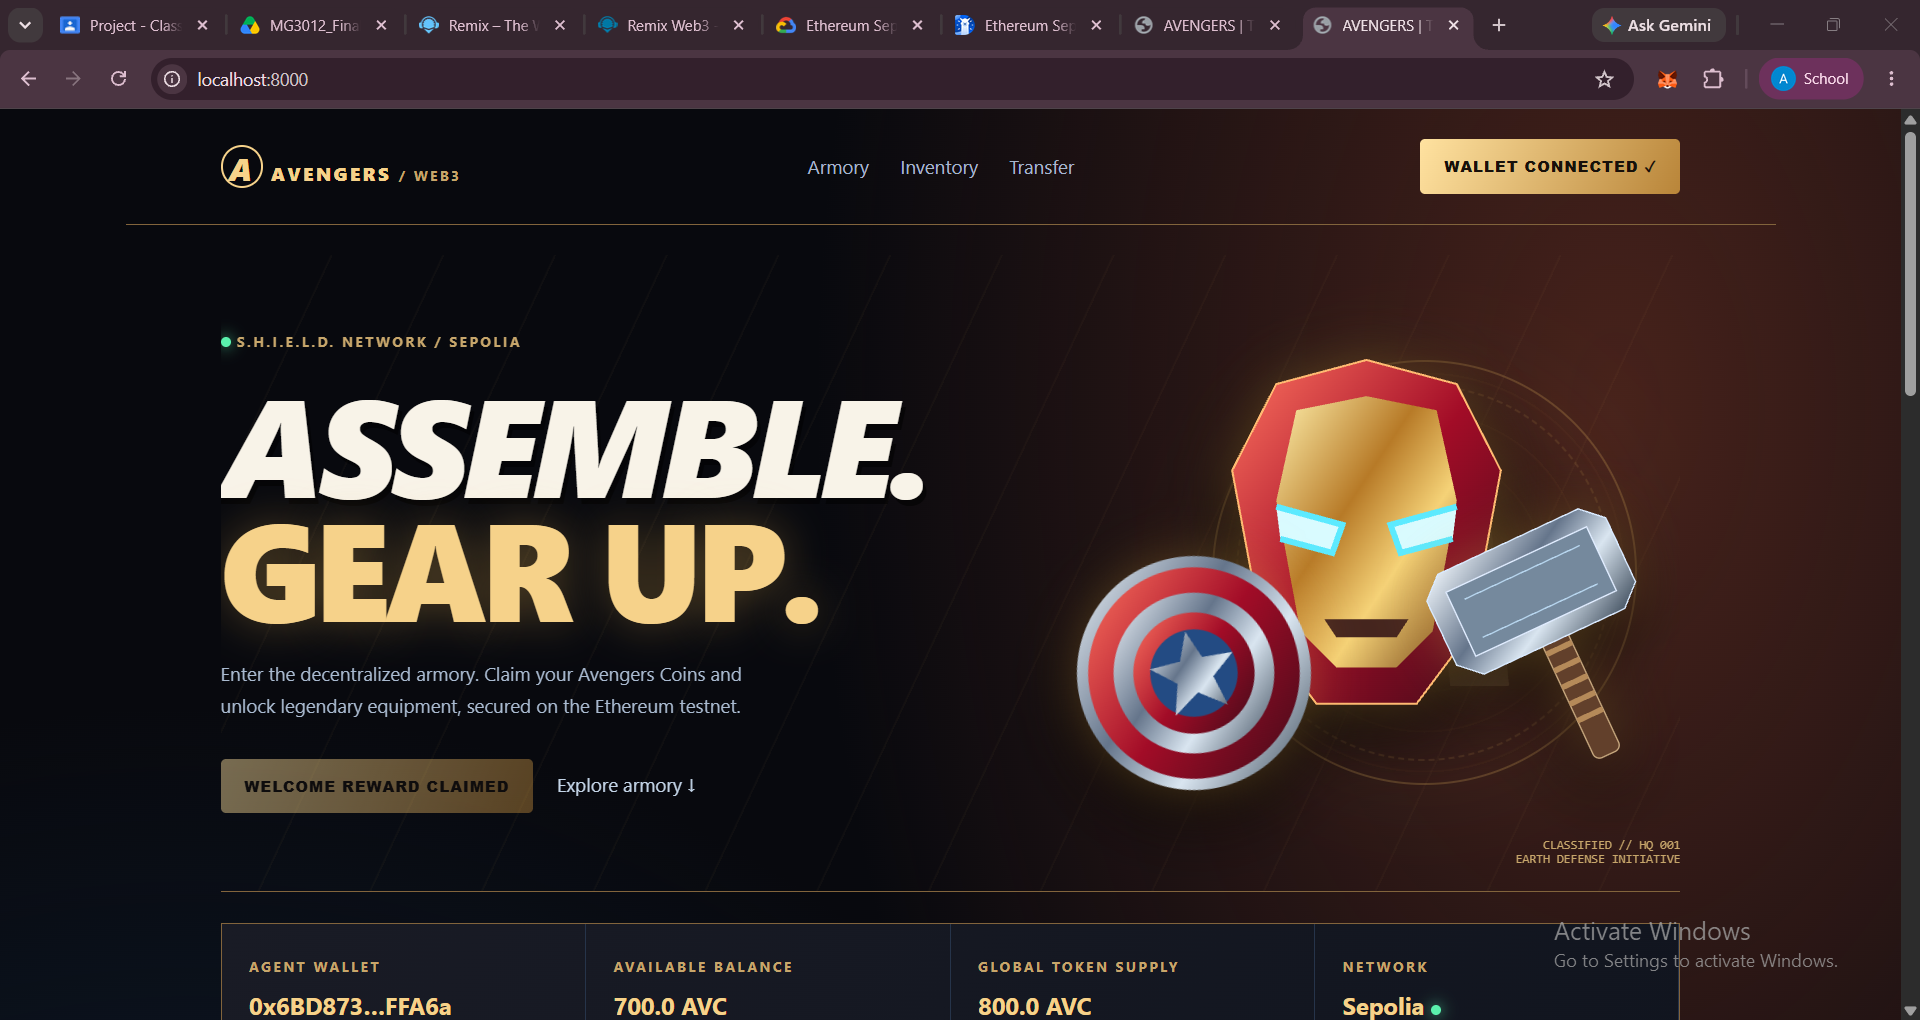 Project - Clas
MG3012_Fina
Remix – The
Remix Web3
Ethereum Sep
Ethereum Sep
AVENGERS | T
AVENGERS | T
Ask Gemini
localhost:8000
A School
A AVENGERS / WEB3
Armory Inventory Transfer
WALLET CONNECTED ✓
S.H.I.E.L.D. NETWORK / SEPOLIA
ASSEMBLE.
GEAR UP.
Enter the decentralized armory. Claim your Avengers Coins and
unlock legendary equipment, secured on the Ethereum testnet.
WELCOME REWARD CLAIMED
Explore armory ↓
CLASSIFIED // HQ 001
EARTH DEFENSE INITIATIVE
AGENT WALLET
0x6BD873...FFA6a
AVAILABLE BALANCE
700.0 AVC
GLOBAL TOKEN SUPPLY
800.0 AVC
NETWORK
Sepolia
Activate Windows
Go to Settings to activate Windows.